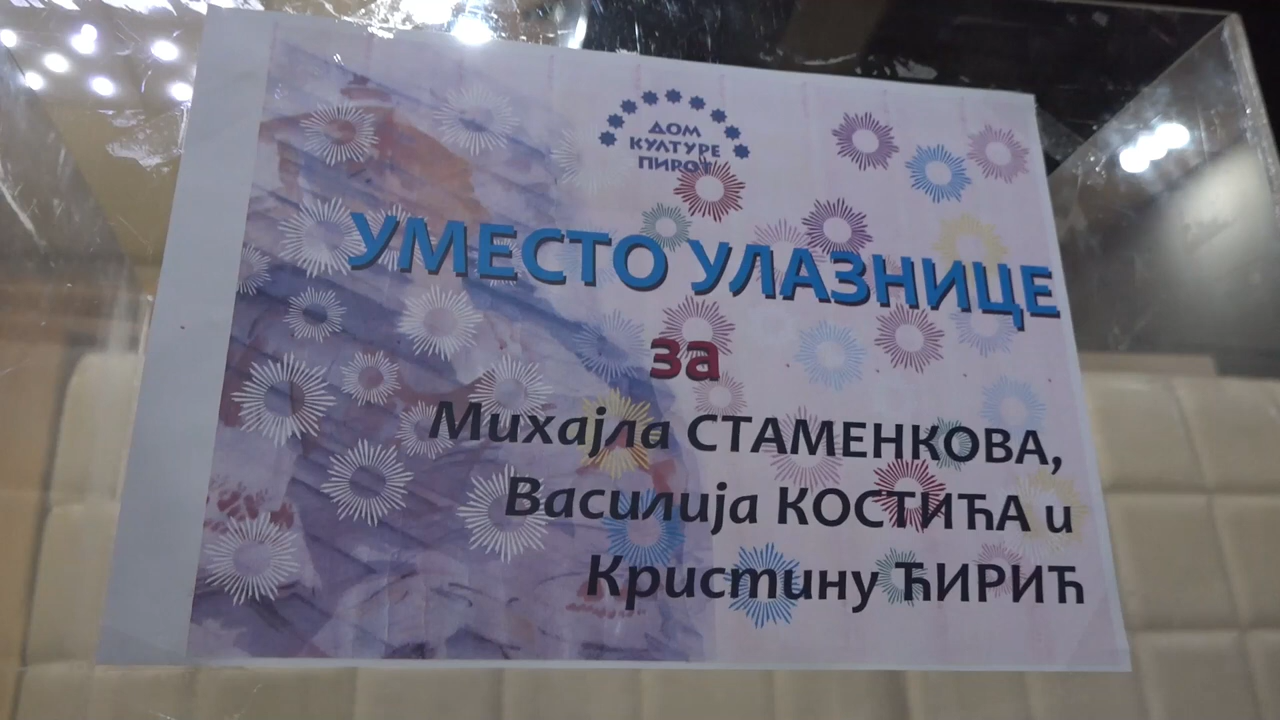 ДОМ
КУЛТУРЕ
ПИРОТ
УМЕСТО УЛАЗНИЦЕ
за
Михајла СТАМЕНКОВА,
Василија КОСТИЋА и
Кристину ЋИРИЋ